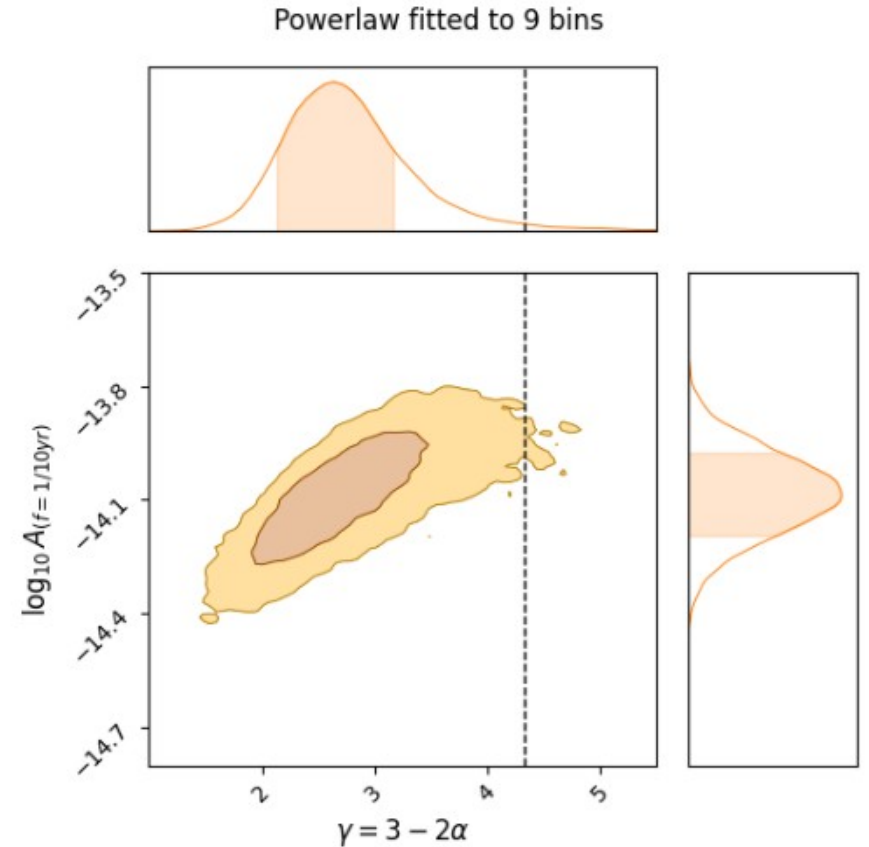 Powerlaw fitted to 9 bins
−13.5
−13.8
−14.1
−14.4
−14.7
log₁₀ A₍f=1/10yr₎
2 3 4 5
γ = 3 − 2α